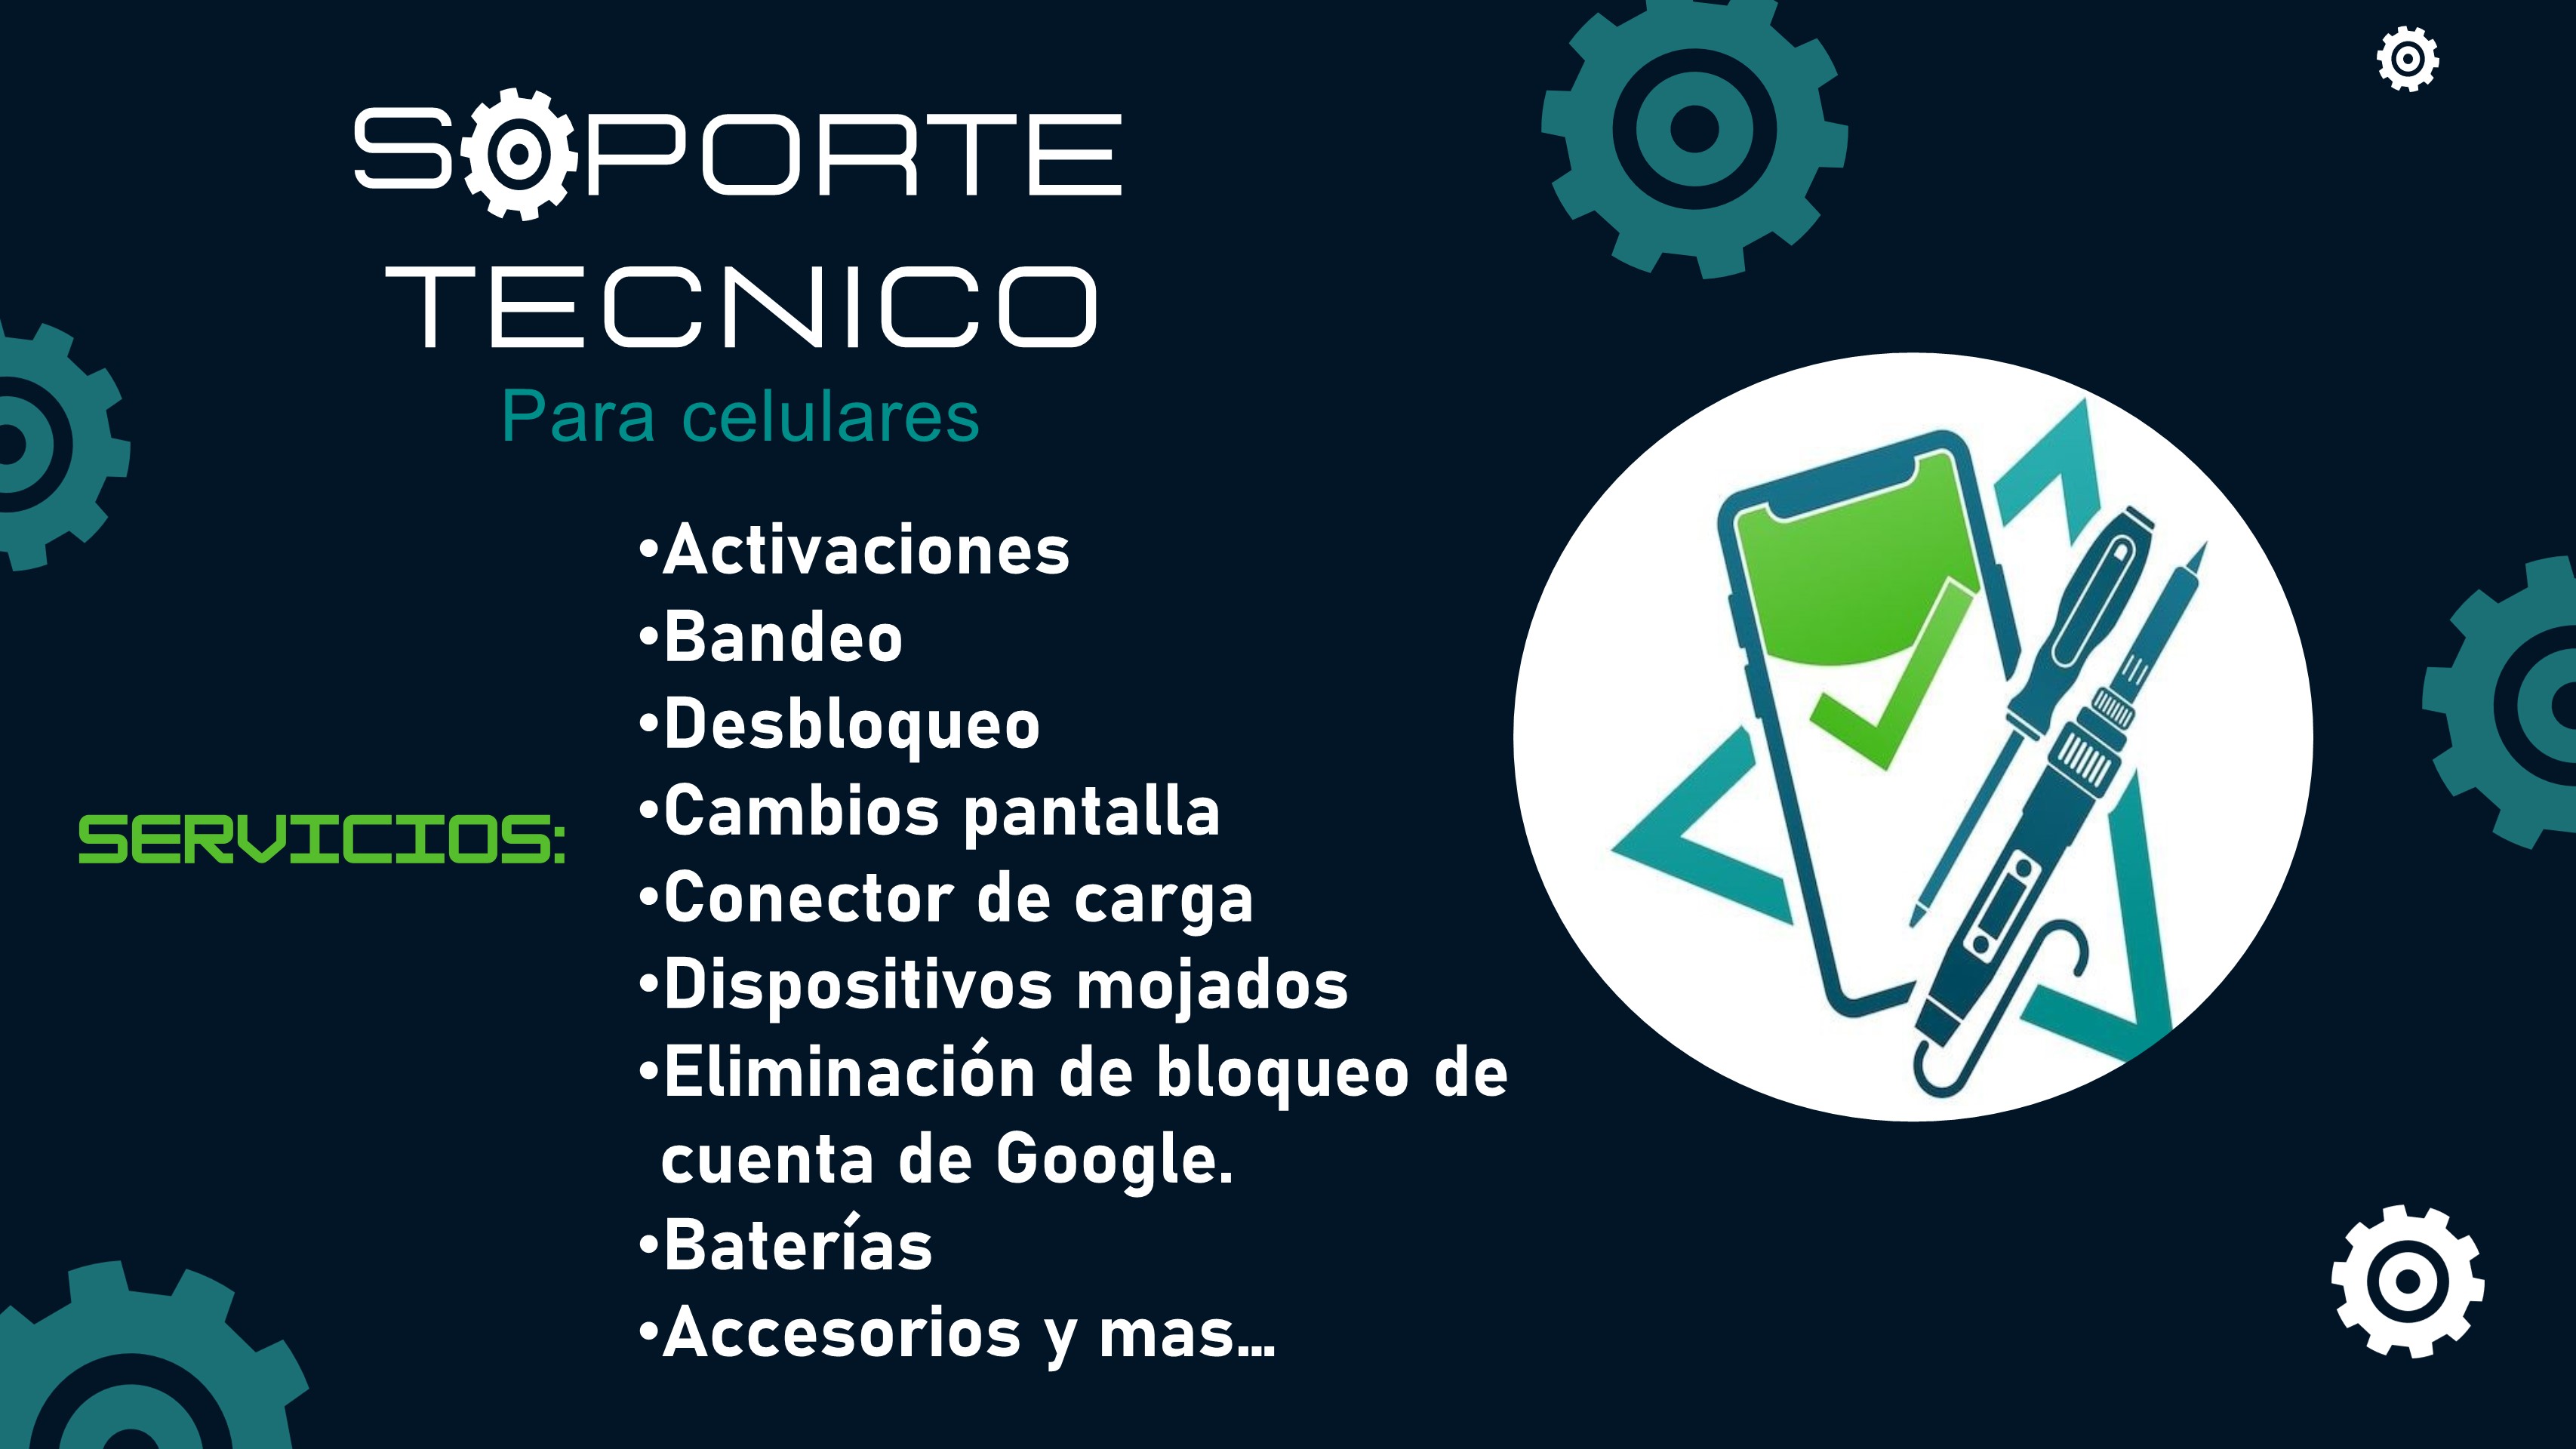 SOPORTE
TECNICO
Para celulares
SERVICIOS:
•Activaciones
•Bandeo
•Desbloqueo
•Cambios pantalla
•Conector de carga
•Dispositivos mojados
•Eliminación de bloqueo de
cuenta de Google.
•Baterías
•Accesorios y mas...